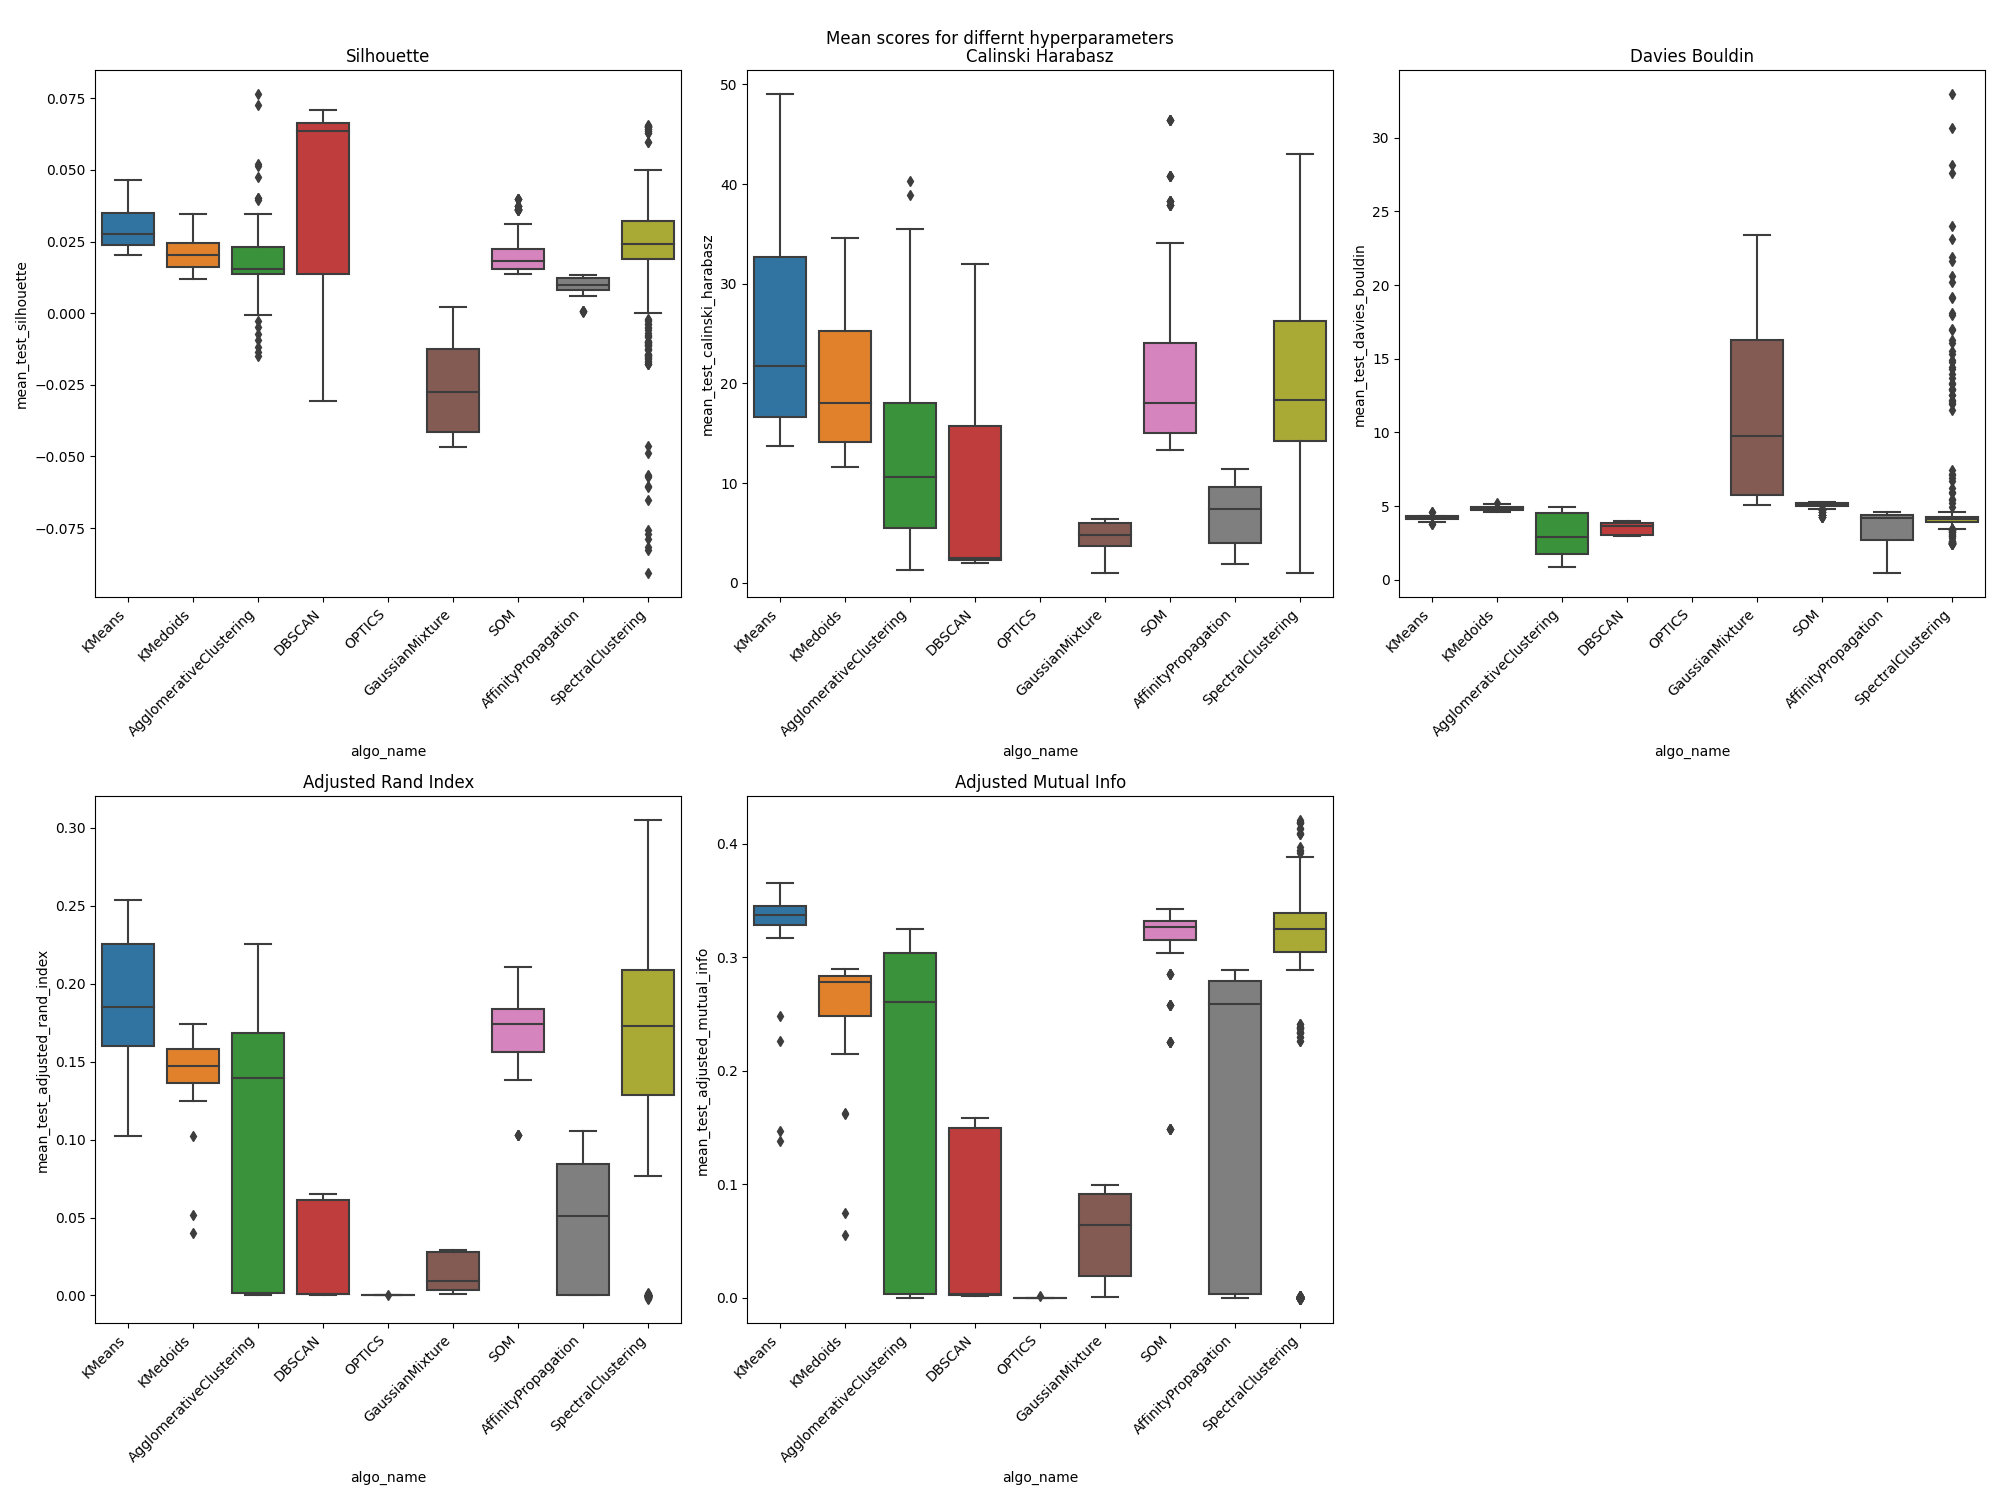 Mean scores for differnt hyperparameters
Silhouette
mean_test_silhouette
0.075
0.050
0.025
0.000
−0.025
−0.050
−0.075
KMeans
KMedoids
AgglomerativeClustering
DBSCAN
OPTICS
GaussianMixture
SOM
AffinityPropagation
SpectralClustering
algo_name
Calinski Harabasz
mean_test_calinski_harabasz
50
40
30
20
10
0
KMeans
KMedoids
AgglomerativeClustering
DBSCAN
OPTICS
GaussianMixture
SOM
AffinityPropagation
SpectralClustering
algo_name
Davies Bouldin
mean_test_davies_bouldin
30
25
20
15
10
5
0
KMeans
KMedoids
AgglomerativeClustering
DBSCAN
OPTICS
GaussianMixture
SOM
AffinityPropagation
SpectralClustering
algo_name
Adjusted Rand Index
mean_test_adjusted_rand_index
0.30
0.25
0.20
0.15
0.10
0.05
0.00
KMeans
KMedoids
AgglomerativeClustering
DBSCAN
OPTICS
GaussianMixture
SOM
AffinityPropagation
SpectralClustering
algo_name
Adjusted Mutual Info
mean_test_adjusted_mutual_info
0.4
0.3
0.2
0.1
0.0
KMeans
KMedoids
AgglomerativeClustering
DBSCAN
OPTICS
GaussianMixture
SOM
AffinityPropagation
SpectralClustering
algo_name